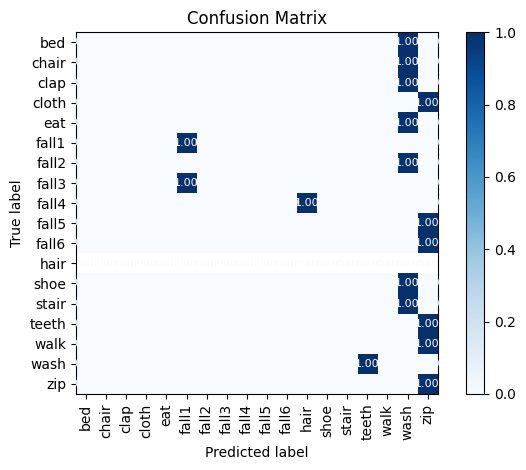 Confusion Matrix
True label
bed 1.00
chair 1.00
clap 1.00
cloth 1.00
eat 1.00
fall1 1.00
fall2 1.00
fall3 1.00
fall4 1.00
fall5 1.00
fall6 1.00
hair
shoe 1.00
stair 1.00
teeth 1.00
walk 1.00
wash 1.00
zip 1.00
bed chair clap cloth eat fall1 fall2 fall3 fall4 fall5 fall6 hair shoe stair teeth walk wash zip
Predicted label
1.0
0.8
0.6
0.4
0.2
0.0